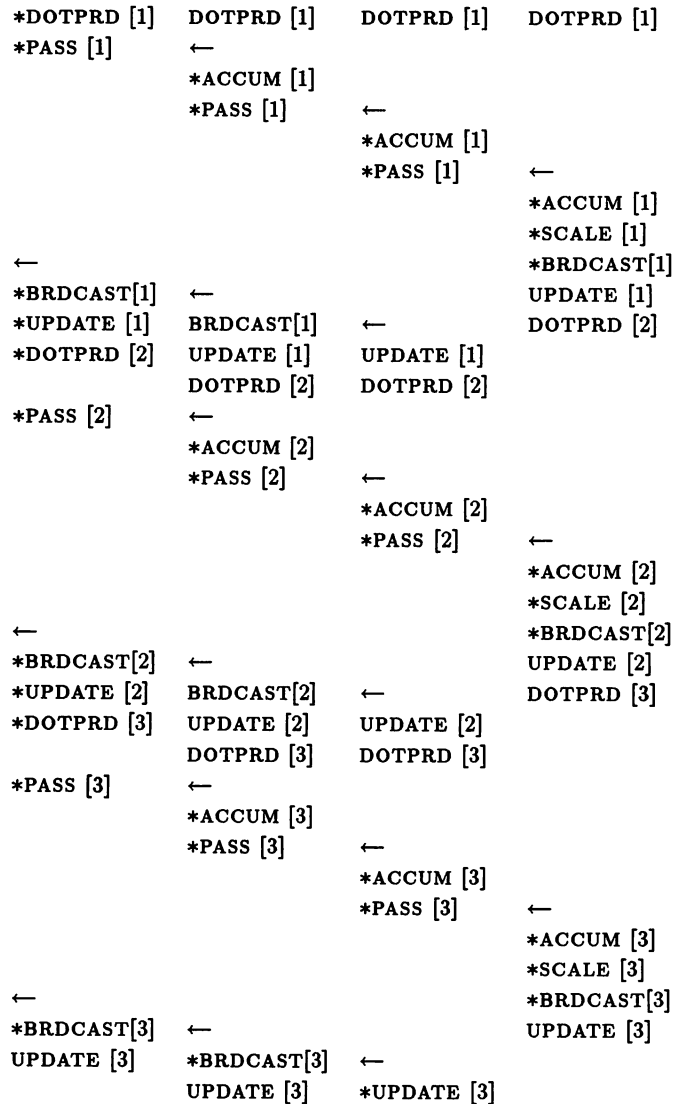 *DOTPRD [1] DOTPRD [1] DOTPRD [1] DOTPRD [1]
*PASS [1] ←
*ACCUM [1]
*PASS [1] ←
*ACCUM [1]
*PASS [1] ←
*ACCUM [1]
*SCALE [1]
← *BRDCAST[1]
*BRDCAST[1] ← UPDATE [1]
*UPDATE [1] BRDCAST[1] ← DOTPRD [2]
*DOTPRD [2] UPDATE [1] UPDATE [1]
DOTPRD [2] DOTPRD [2]
*PASS [2] ←
*ACCUM [2]
*PASS [2] ←
*ACCUM [2]
*PASS [2] ←
*ACCUM [2]
*SCALE [2]
← *BRDCAST[2]
*BRDCAST[2] ← UPDATE [2]
*UPDATE [2] BRDCAST[2] ← DOTPRD [3]
*DOTPRD [3] UPDATE [2] UPDATE [2]
DOTPRD [3] DOTPRD [3]
*PASS [3] ←
*ACCUM [3]
*PASS [3] ←
*ACCUM [3]
*PASS [3] ←
*ACCUM [3]
*SCALE [3]
← *BRDCAST[3]
*BRDCAST[3] ← UPDATE [3]
UPDATE [3] *BRDCAST[3] ←
UPDATE [3] *UPDATE [3]